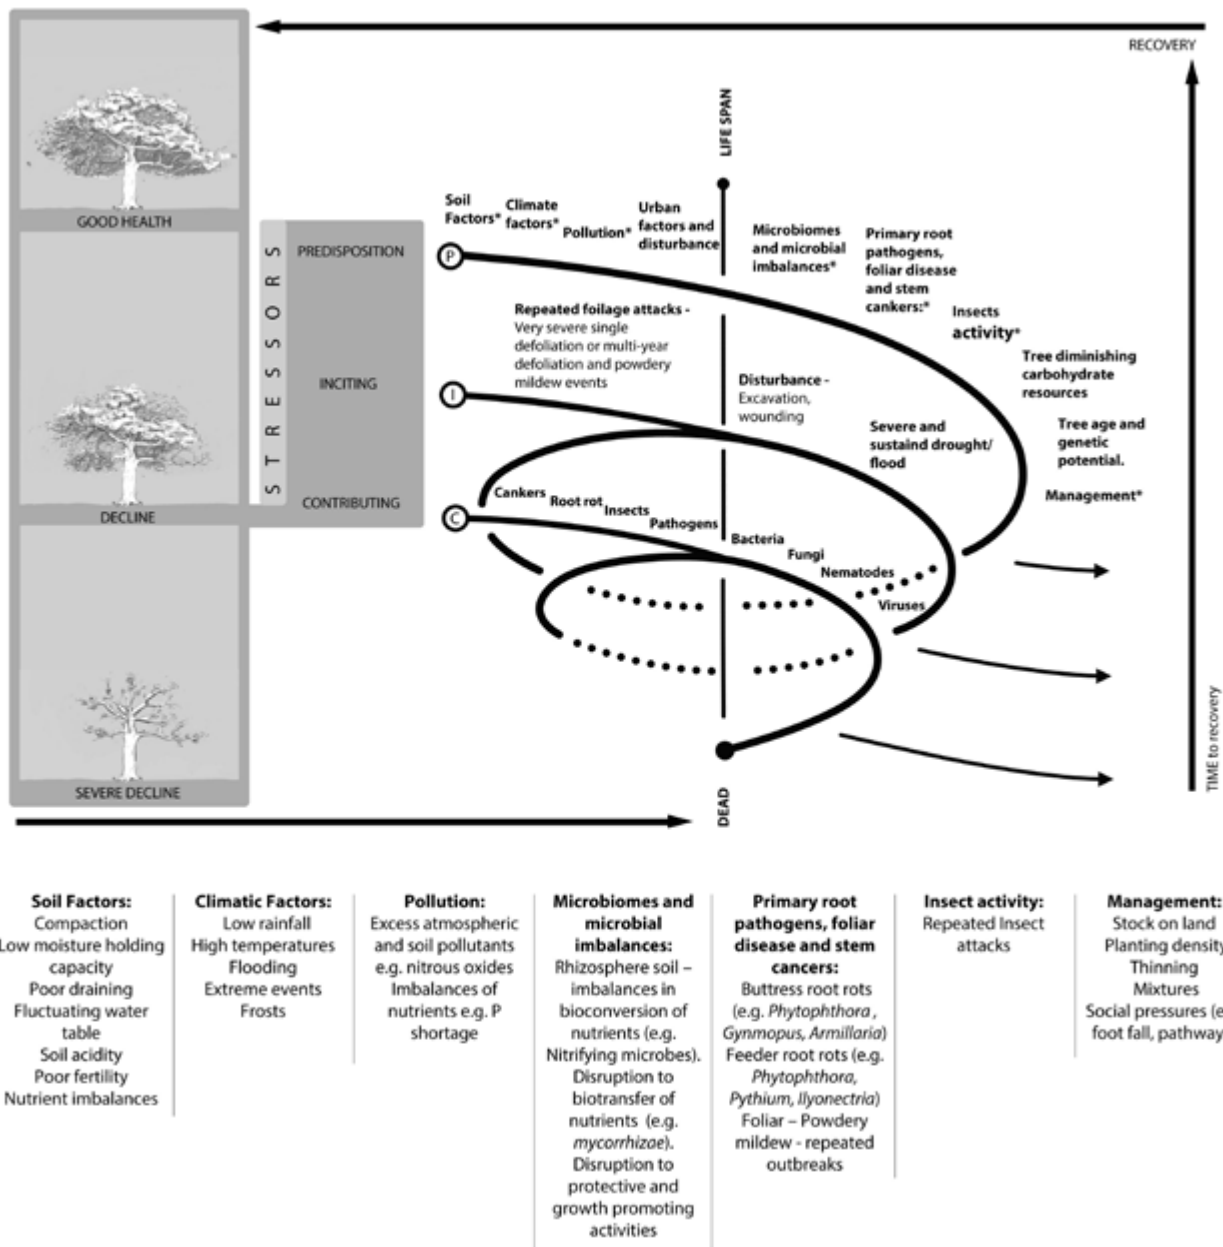 RECOVERY
LIFE SPAN
Soil
Factors*
Climate
factors*
Pollution*
Urban
factors and
disturbance
Microbiomes
and microbial
imbalances*
Primary root
pathogens,
foliar disease
and stem
cankers:*
Insects
activity*
Tree diminishing
carbohydrate
resources
Tree age and
genetic
potential.
Management*
GOOD HEALTH
DECLINE
SEVERE DECLINE
STRESSORS
PREDISPOSITION
INCITING
CONTRIBUTING
P
I
C
Repeated foliage attacks -
Very severe single
defoliation or multi-year
defoliation and powdery
mildew events
Disturbance -
Excavation,
wounding
Severe and
sustaind drought/
flood
Cankers
Root rot
Insects
Pathogens
Bacteria
Fungi
Nematodes
Viruses
DEAD
TIME to recovery
Soil Factors:
Compaction
Low moisture holding
capacity
Poor draining
Fluctuating water
table
Soil acidity
Poor fertility
Nutrient imbalances
Climatic Factors:
Low rainfall
High temperatures
Flooding
Extreme events
Frosts
Pollution:
Excess atmospheric
and soil pollutants
e.g. nitrous oxides
Imbalances of
nutrients e.g. P
shortage
Microbiomes and
microbial
imbalances:
Rhizosphere soil –
imbalances in
bioconversion of
nutrients (e.g.
Nitrifying microbes).
Disruption to
biotransfer of
nutrients (e.g.
mycorrhizae).
Disruption to
protective and
growth promoting
activities
Primary root
pathogens, foliar
disease and stem
cancers:
Buttress root rots
(e.g. Phytophthora ,
Gynmopus, Armillaria)
Feeder root rots (e.g.
Phytophthora,
Pythium, Ilyonectria)
Foliar – Powdery
mildew - repeated
outbreaks
Insect activity:
Repeated Insect
attacks
Management:
Stock on land
Planting density
Thinning
Mixtures
Social pressures (e
foot fall, pathway